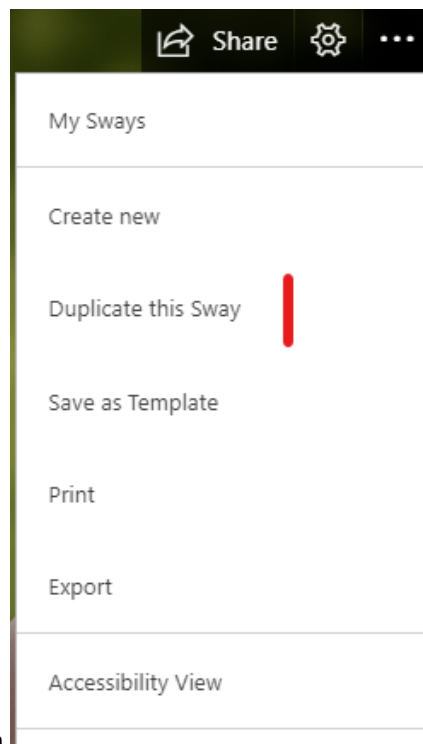 Share
My Sways
Create new
Duplicate this Sway
Save as Template
Print
Export
Accessibility View